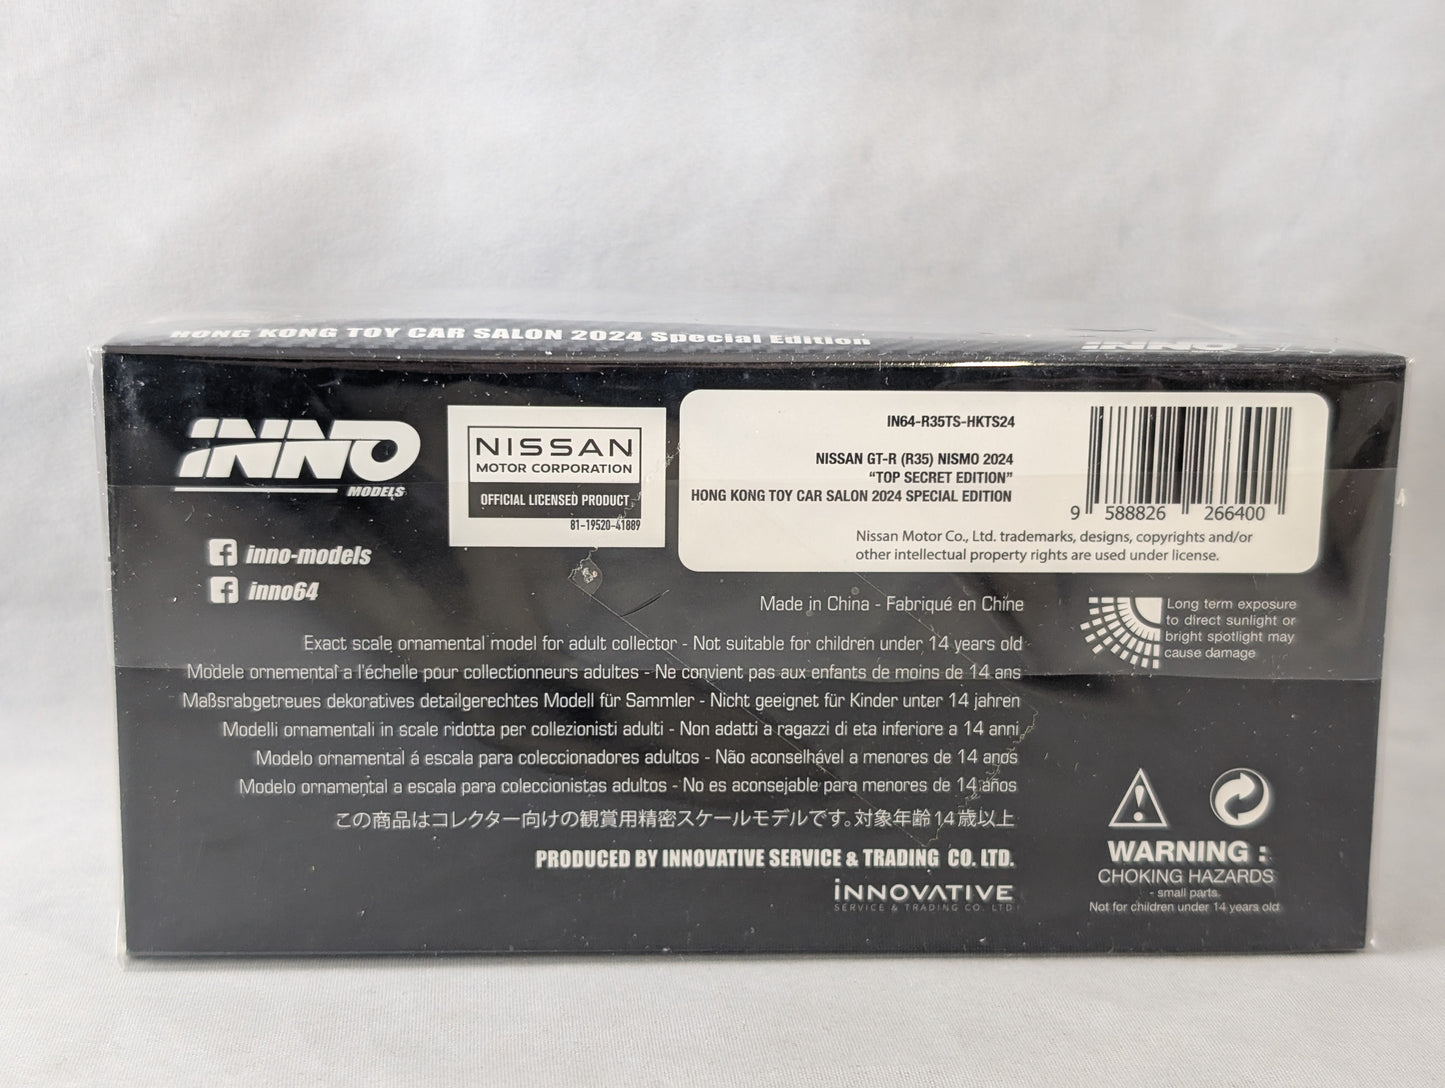 HONG KONG TOY CAR SALON 2024 Special Edition
INNO
MODELS
inno-models
inno64
NISSAN
MOTOR CORPORATION
OFFICIAL LICENSED PRODUCT
81-19520-41889
IN64-R35TS-HKTS24
NISSAN GT-R (R35) NISMO 2024
“TOP SECRET EDITION”
HONG KONG TOY CAR SALON 2024 SPECIAL EDITION
9 588826 266400
Nissan Motor Co., Ltd. trademarks, designs, copyrights and/or
other intellectual property rights are used under license.
Made in China - Fabriqué en Chine
Long term exposure
to direct sunlight or
bright spotlight may
cause damage
Exact scale ornamental model for adult collector - Not suitable for children under 14 years old
Modele ornemental a l'échelle pour collectionneurs adultes - Ne convient pas aux enfants de moins de 14 ans
Maßsrabgetreues dekoratives detailgerechtes Modell für Sammler - Nicht geeignet für Kinder unter 14 jahren
Modelli ornamentali in scale ridotta per collezionisti adulti - Non adatti a ragazzi di eta inferiore a 14 anni
Modelo ornamental á escala para coleccionadores adultos - Não aconselhável a menores de 14 anos
Modelo ornamental a escala para coleccionistas adultos - No es aconsejable para menores de 14 años
この商品はコレクター向けの観賞用精密スケールモデルです。対象年齢14歳以上
PRODUCED BY INNOVATIVE SERVICE & TRADING CO. LTD.
INNOVATIVE
SERVICE & TRADING CO. LTD
WARNING :
CHOKING HAZARDS
- small parts.
Not for children under 14 years old